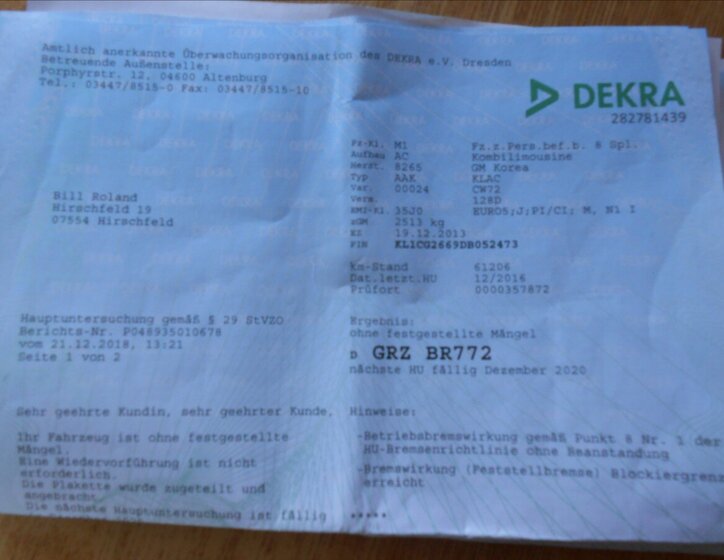 Amtlich anerkannte Überwachungsorganisation des DEKRA e.V. Dresden
Betreuende Außenstelle:
Porphyrstr. 12, 04600 Altenburg
Tel.: 03447/8515-0 Fax: 03447/8515-10
DEKRA
282781439
Fz-Kl. M1 Fz.z.Pers.bef.b. 8 Spl.
Aufbau AC Kombilimousine
Herst. 8265 GM Korea
Typ AAK KLAC
Var. 00024 CW72
Vers. 128D
EMI-Kl. 35J0 EURO5;J;PI/CI; M, N1 I
zGM 2513 kg
EZ 19.12.2013
FIN KL1CG2669DB052473
km-Stand 61206
Dat.letzt.HU 12/2016
Prüfort 0000357872
Bill Roland
Hirschfeld 19
07554 Hirschfeld
Hauptuntersuchung gemäß § 29 StVZO
Berichts-Nr. P048935010678
vom 21.12.2018, 13:21
Seite 1 von 2
Ergebnis:
ohne festgestellte Mängel
D GRZ BR772
nächste HU fällig Dezember 2020
Sehr geehrte Kundin, sehr geehrter Kunde,
Ihr Fahrzeug ist ohne festgestellte
Mängel.
Eine Wiedervorführung ist nicht
erforderlich.
Die Plakette wurde zugeteilt und
angebracht.
Die nächste Hauptuntersuchung ist fällig
Hinweise:
-Betriebsbremswirkung gemäß Punkt 8 Nr. 1 der
HU-Bremsenrichtlinie ohne Beanstandung
-Bremswirkung (Feststellbremse) Blockiergrenz
erreicht
*****